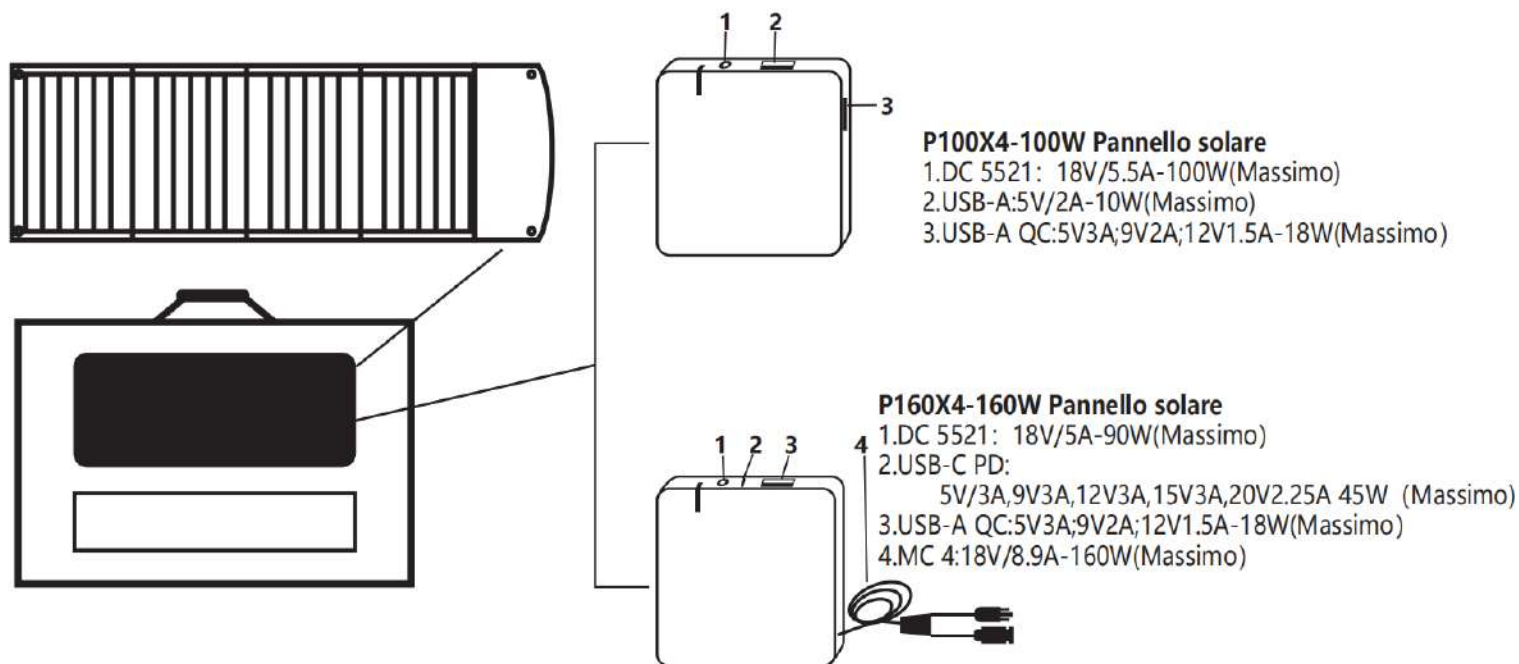 1 2
3
P100X4-100W Pannello solare
1.DC 5521: 18V/5.5A-100W(Massimo)
2.USB-A:5V/2A-10W(Massimo)
3.USB-A QC:5V3A;9V2A;12V1.5A-18W(Massimo)
P160X4-160W Pannello solare
1 2 3 4
1.DC 5521: 18V/5A-90W(Massimo)
2.USB-C PD:
5V/3A,9V3A,12V3A,15V3A,20V2.25A 45W (Massimo)
3.USB-A QC:5V3A;9V2A;12V1.5A-18W(Massimo)
4.MC 4:18V/8.9A-160W(Massimo)